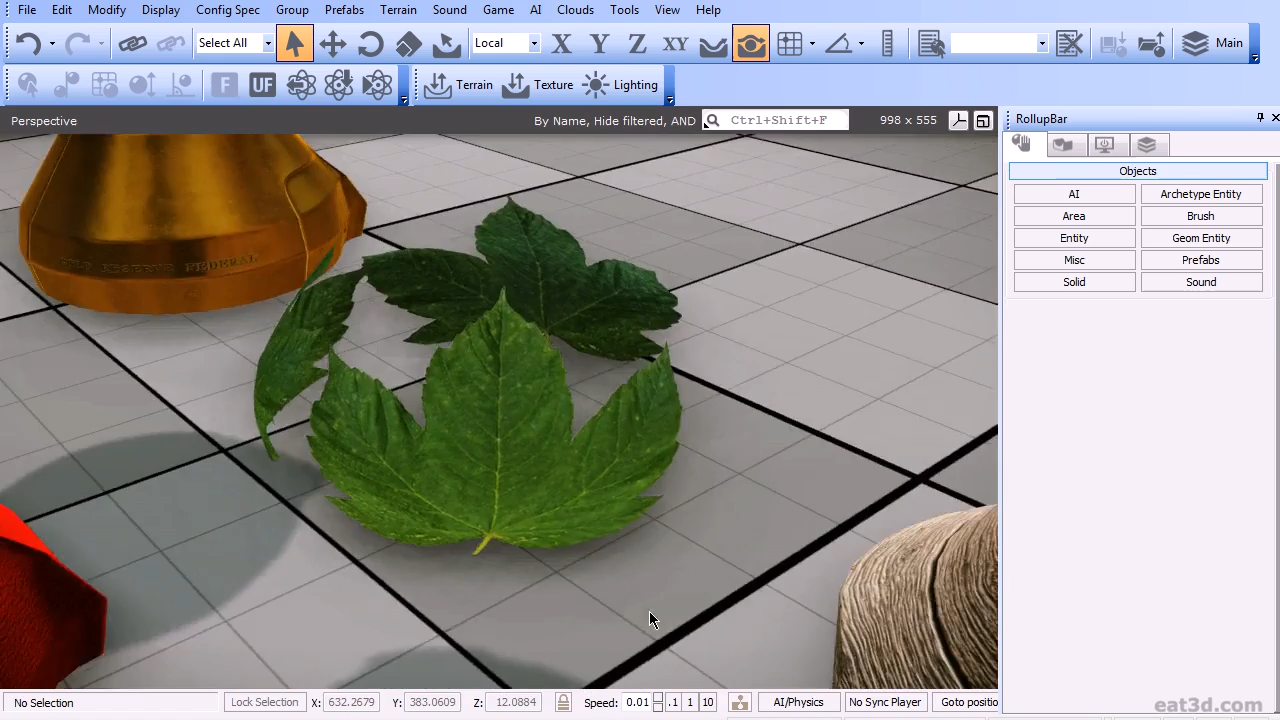 File Edit Modify Display Config Spec Group Prefabs Terrain Sound Game AI Clouds Tools View Help
Select All Local X Y Z XY Main
F UF Terrain Texture Lighting
Perspective By Name, Hide filtered, AND Ctrl+Shift+F 998 x 555
RollupBar
Objects
AI Archetype Entity
Area Brush
Entity Geom Entity
Misc Prefabs
Solid Sound
RESERVE FEDERAL
No Selection Lock Selection X: 632.2679 Y: 383.0609 Z: 12.0884 Speed: 0.01 .1 1 10 AI/Physics No Sync Player Goto positio
eat3d.com